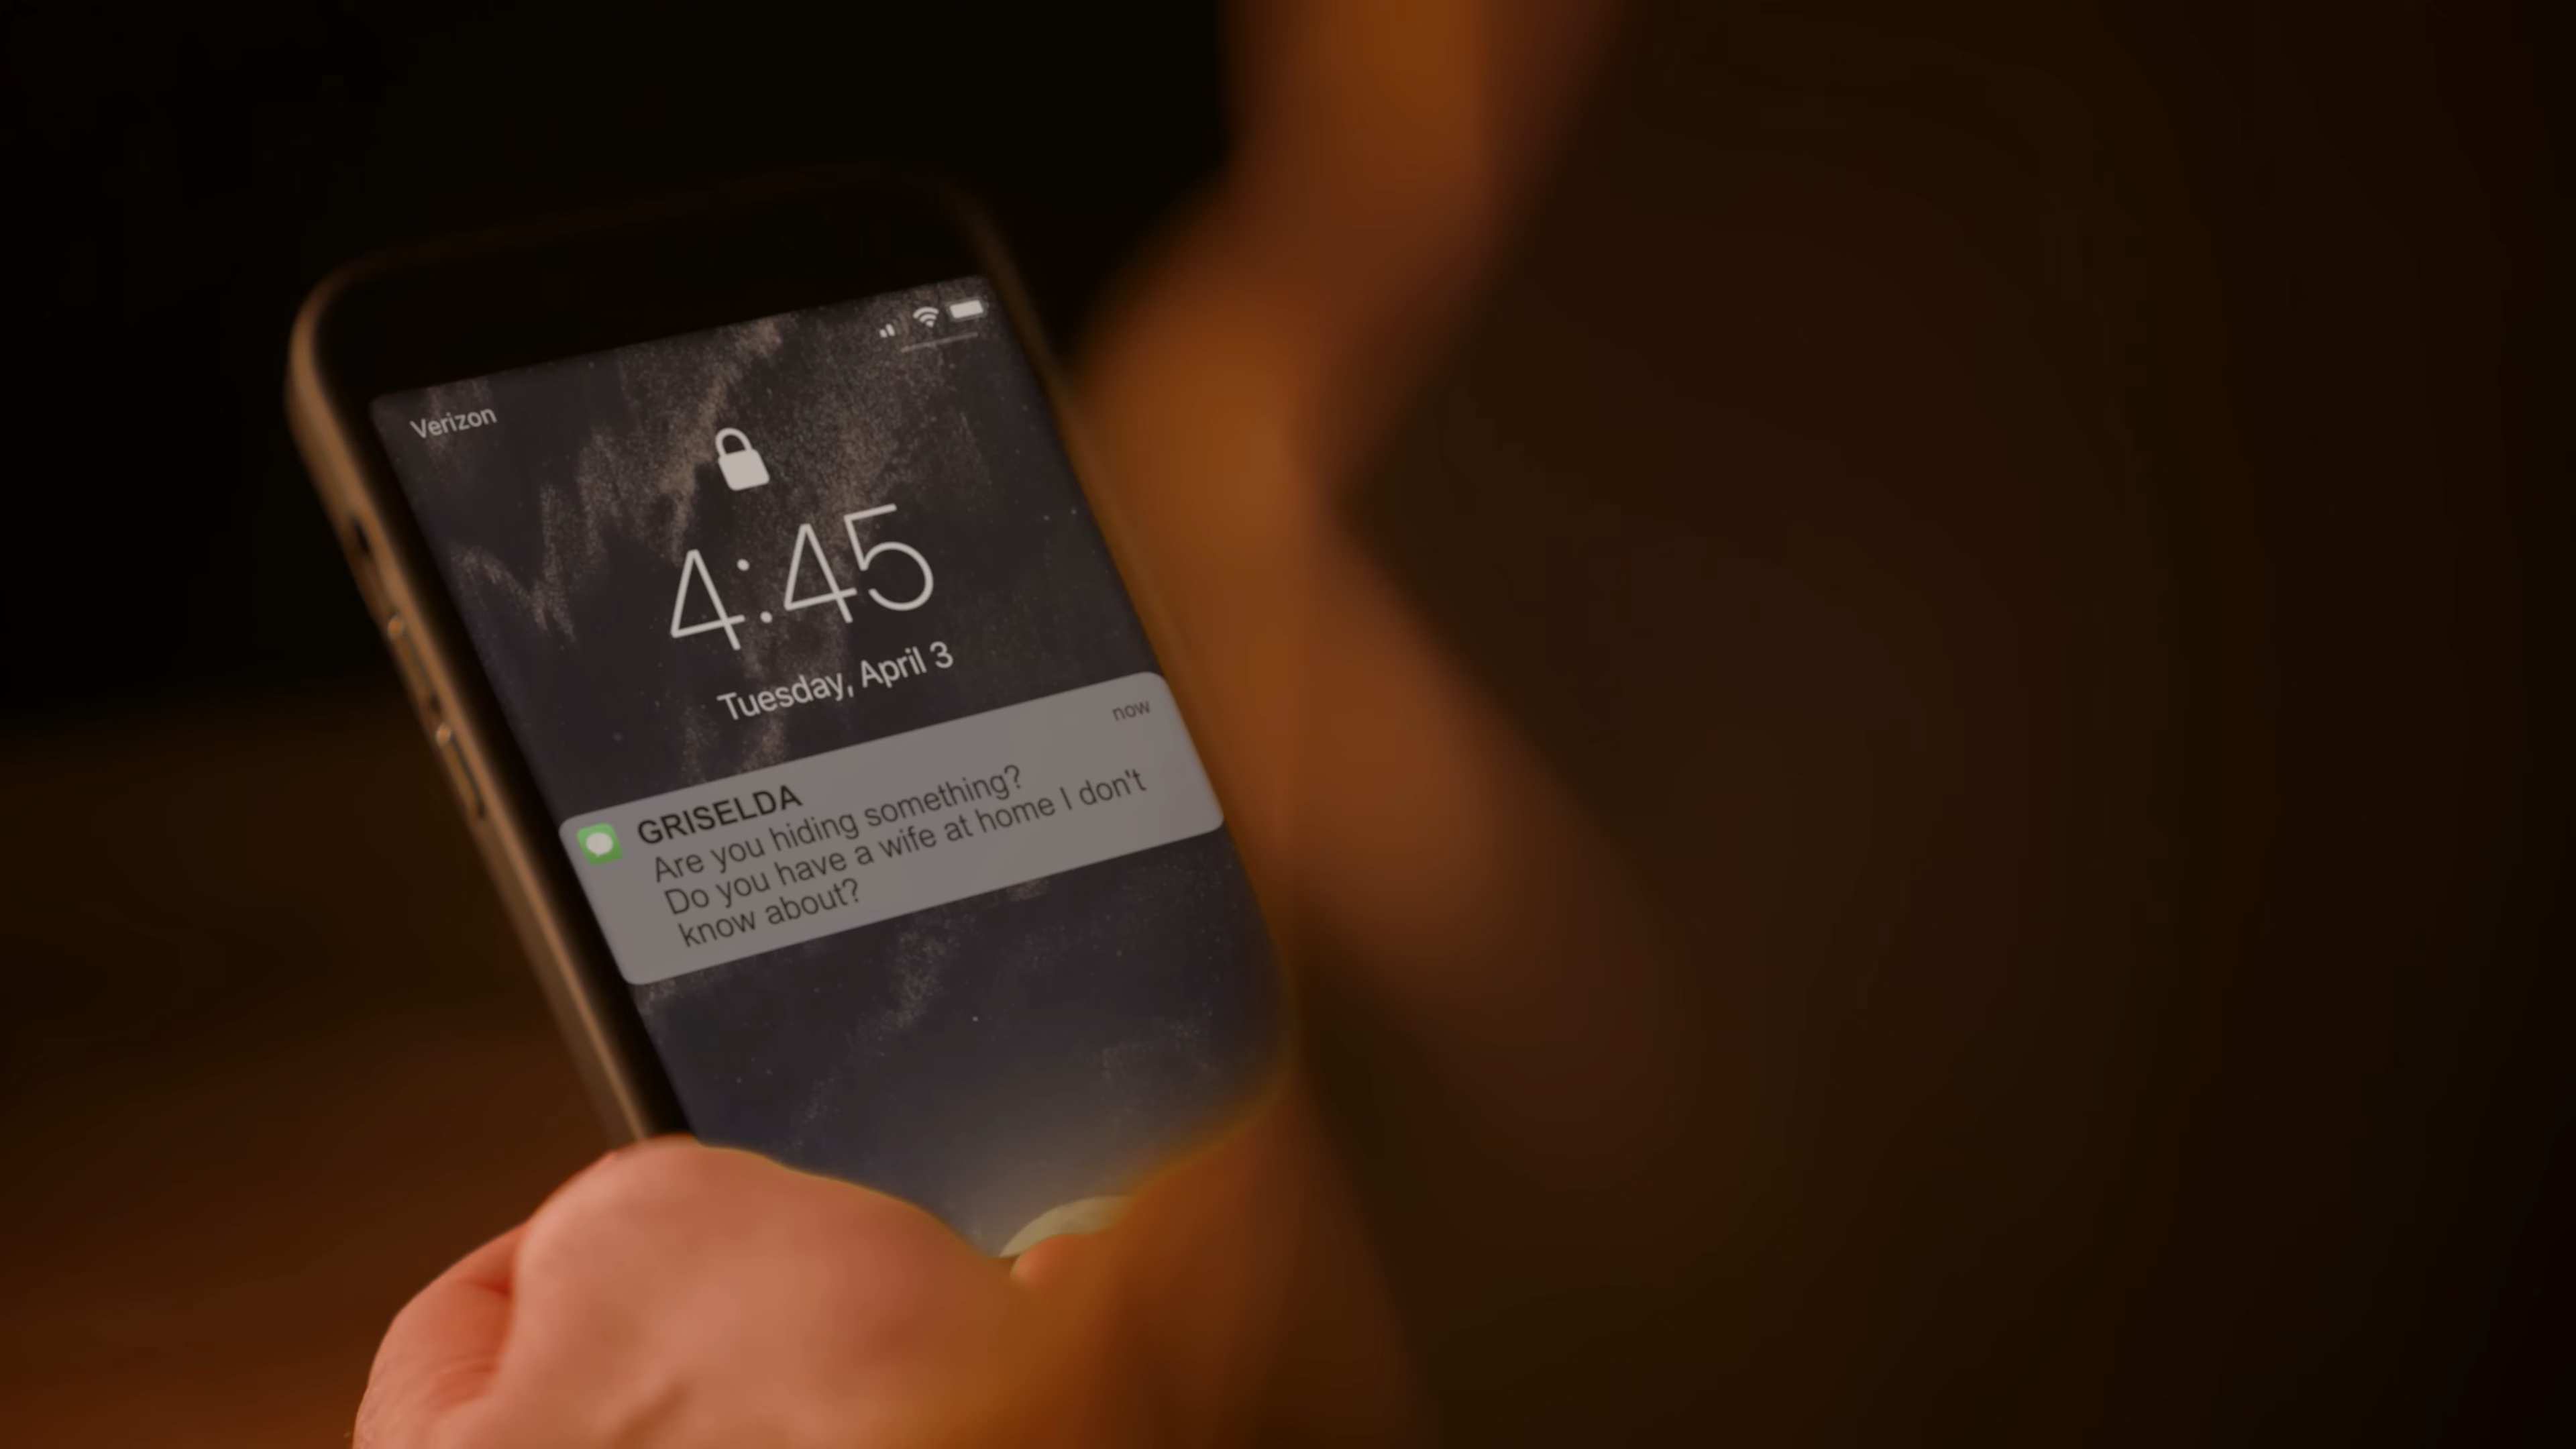 Verizon
4:45
Tuesday, April 3
now
GRISELDA
Are you hiding something?
Do you have a wife at home I don't
know about?